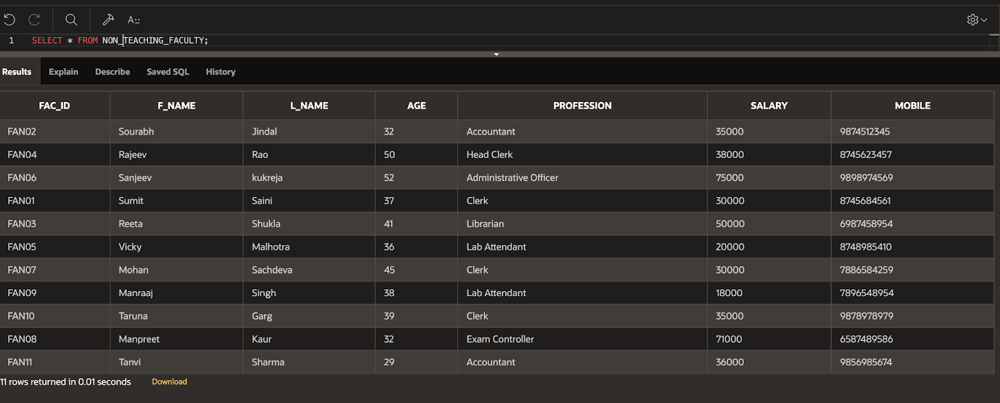 A::
1 SELECT * FROM NON_TEACHING_FACULTY;
Results Explain Describe Saved SQL History
FAC_ID F_NAME L_NAME AGE PROFESSION SALARY MOBILE
FAN02 Sourabh Jindal 32 Accountant 35000 9874512345
FAN04 Rajeev Rao 50 Head Clerk 38000 8745623457
FAN06 Sanjeev kukreja 52 Administrative Officer 75000 9898974569
FAN01 Sumit Saini 37 Clerk 30000 8745684561
FAN03 Reeta Shukla 41 Librarian 50000 6987458954
FAN05 Vicky Malhotra 36 Lab Attendant 20000 8748985410
FAN07 Mohan Sachdeva 45 Clerk 30000 7886584259
FAN09 Manraaj Singh 38 Lab Attendant 18000 7896548954
FAN10 Taruna Garg 39 Clerk 35000 9878978979
FAN08 Manpreet Kaur 32 Exam Controller 71000 6587489586
FAN11 Tanvi Sharma 29 Accountant 36000 9856985674
11 rows returned in 0.01 seconds Download